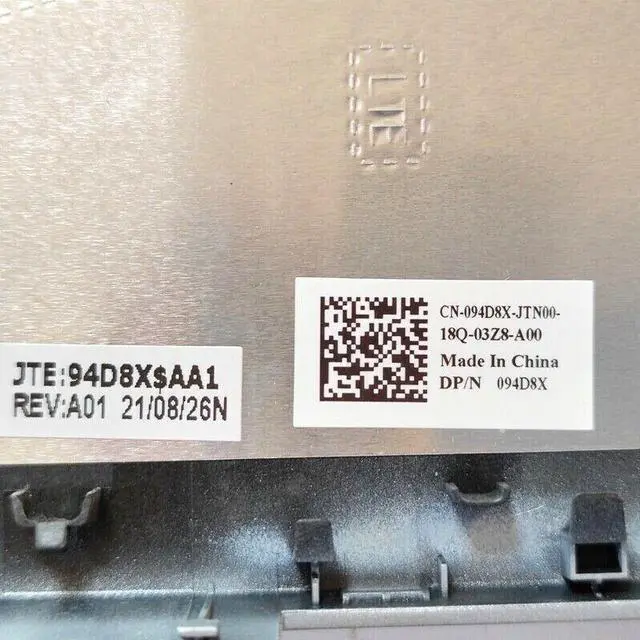 LTE
CN-094D8X-JTN00-
18Q-03Z8-A00
Made In China
DP/N 094D8X
JTE:94D8X$AA1
REV:A01 21/08/26N